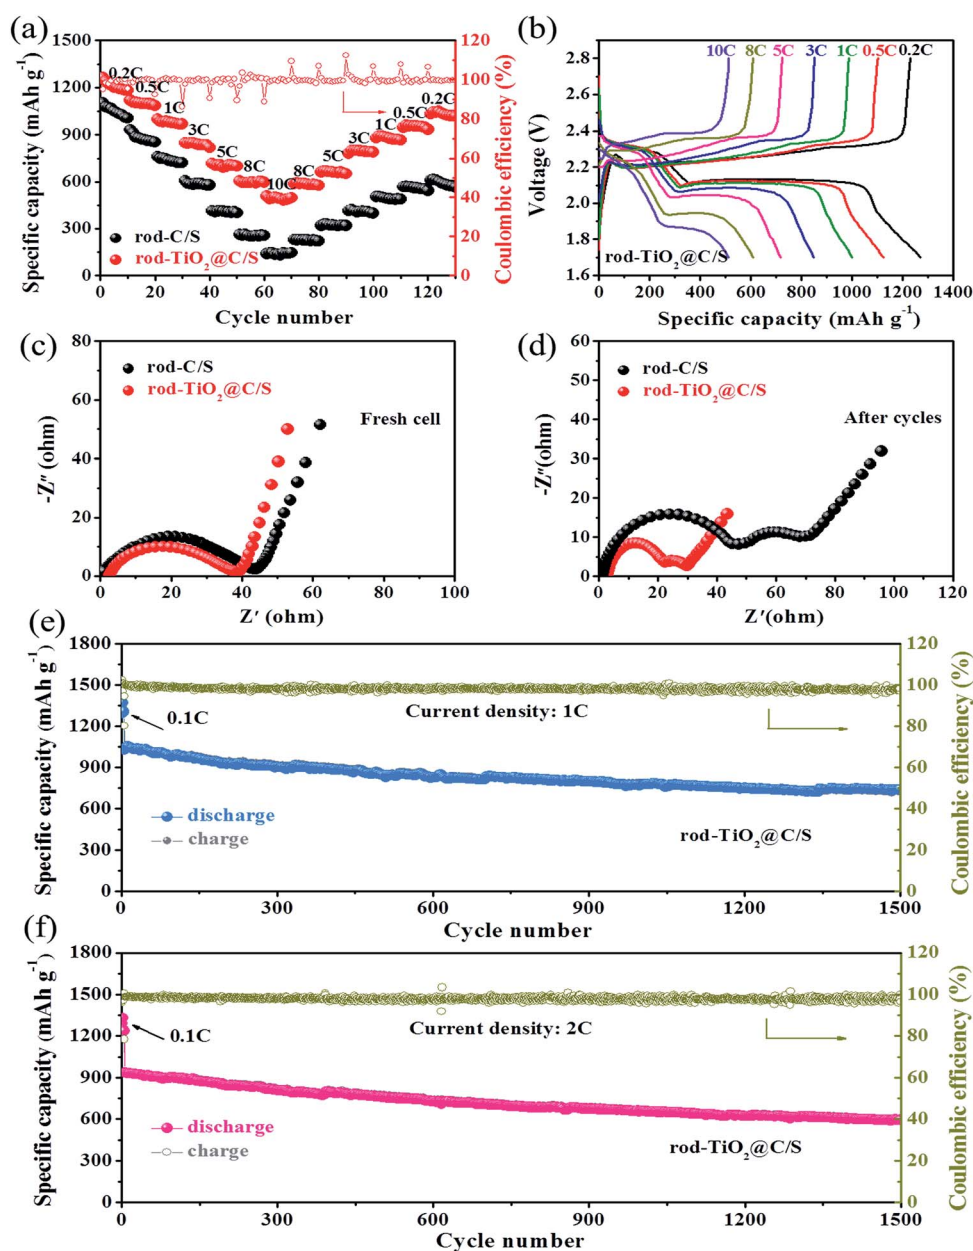 (a)
1500
1200
900
600
300
0
Specific capacity (mAh g⁻¹)
0.2C
0.5C
1C
3C
5C
8C
10C
8C
5C
3C
1C
0.5C
0.2C
rod-C/S
rod-TiO₂@C/S
120
100
80
60
40
20
0
Coulombic efficiency (%)
0 20 40 60 80 100 120
Cycle number
(b)
2.8
2.4
2.0
1.6
Voltage (V)
10C 8C 5C 3C 1C 0.5C 0.2C
rod-TiO₂@C/S
0 200 400 600 800 1000 1200 1400
Specific capacity (mAh g⁻¹)
(c)
80
60
40
20
0
-Z″ (ohm)
rod-C/S
rod-TiO₂@C/S
Fresh cell
0 20 40 60 80 100
Z′ (ohm)
(d)
60
50
40
30
20
10
0
-Z″(ohm)
rod-C/S
rod-TiO₂@C/S
After cycles
0 20 40 60 80 100 120
Z′(ohm)
(e)
1800
1500
1200
900
600
300
0
Specific capacity (mAh g⁻¹)
0.1C
Current density: 1C
discharge
charge
rod-TiO₂@C/S
120
100
80
60
40
20
0
Coulombic efficiency (%)
0 300 600 900 1200 1500
Cycle number
(f)
1800
1500
1200
900
600
300
0
Specific capacity (mAh g⁻¹)
0.1C
Current density: 2C
discharge
charge
rod-TiO₂@C/S
120
100
80
60
40
20
0
Coulombic efficiency (%)
0 300 600 900 1200 1500
Cycle number